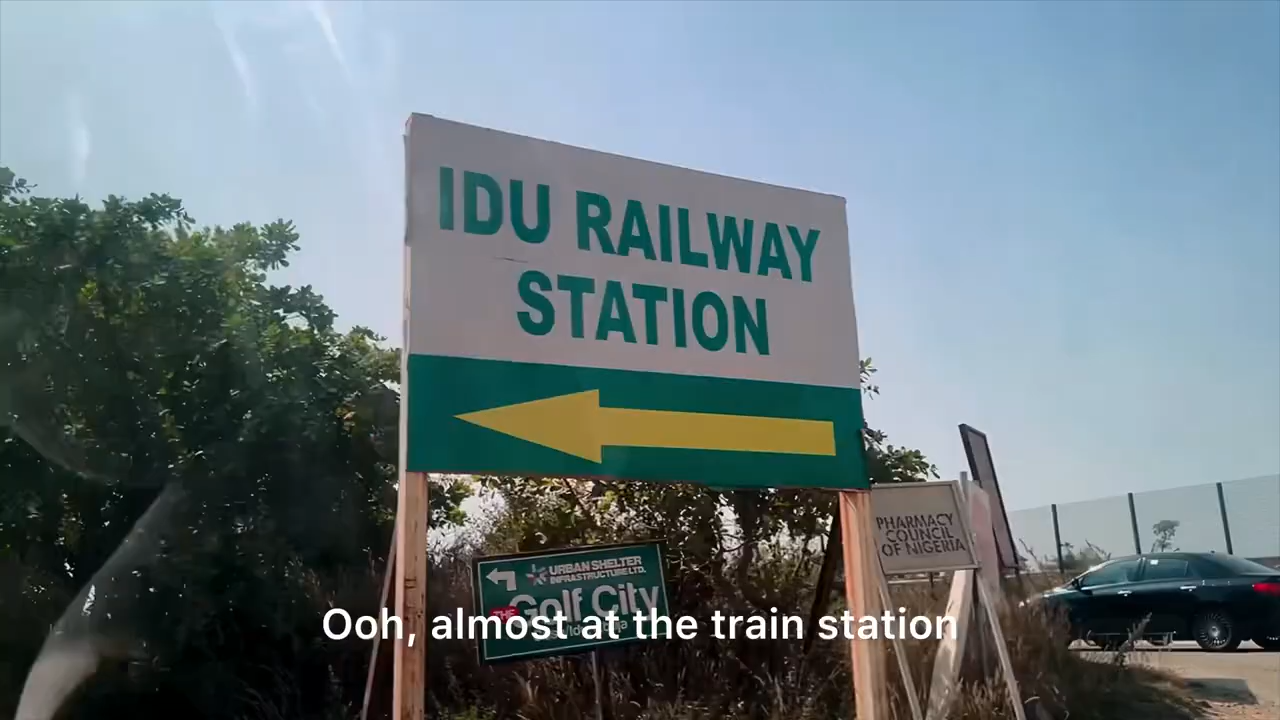 IDU RAILWAY
STATION
PHARMACY
COUNCIL
OF NIGERIA
URBAN SHELTER
INFRASTRUCTURE LTD.
THE
Golf City
Ooh, almost at the train station